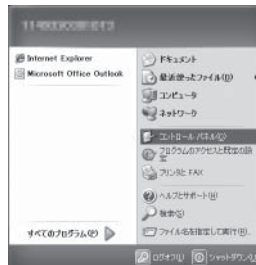 Internet Explorer
Microsoft Office Outlook
すべてのプログラム(P)
ドキュメント
最近使ったファイル(D)
コンピュータ
ネットワーク
コントロール パネル(C)
プログラムのアクセスと既定の設定
プリンタと FAX
ヘルプとサポート(H)
検索(S)
ファイル名を指定して実行(R)...
ログオフ(L)
シャットダウン(U)